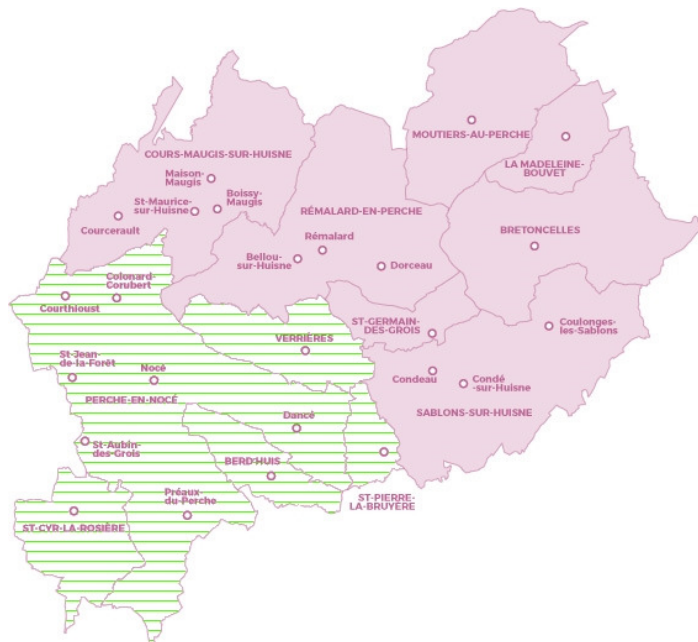 MOUTIERS-AU-PERCHE
LA MADELEINE-
BOUVET
COURS-MAUGIS-SUR-HUISNE
Maison-
Maugis
St-Maurice-
sur-Huisne
Boissy-
Maugis
Courcerault
RÉMALARD-EN-PERCHE
Rémalard
Bellou-
sur-Huisne
Dorceau
BRETONCELLES
Colonard-
Corubert
Courthioust
ST-GERMAIN-
DES-GROIS
Coulonges-
les-Sablons
VERRIÈRES
St-Jean-
de-la-Forêt
Nocé
Condeau
Condé
-sur-Huisne
PERCHE-EN-NOCÉ
SABLONS-SUR-HUISNE
Dancé
St-Aubin-
des-Grois
BERD'HUIS
Préaux-
du-Perche
ST-PIERRE-
LA-BRUYÈRE
ST-CYR-LA-ROSIÈRE